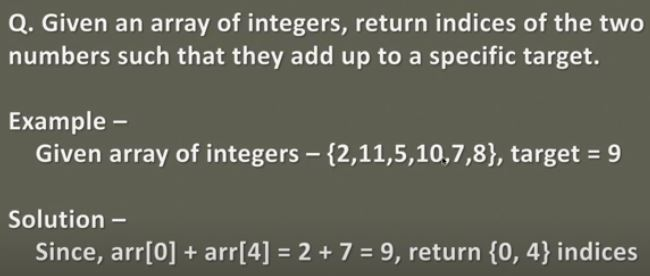 Q. Given an array of integers, return indices of the two
numbers such that they add up to a specific target.
Example –
Given array of integers – {2,11,5,10,7,8}, target = 9
Solution –
Since, arr[0] + arr[4] = 2 + 7 = 9, return {0, 4} indices